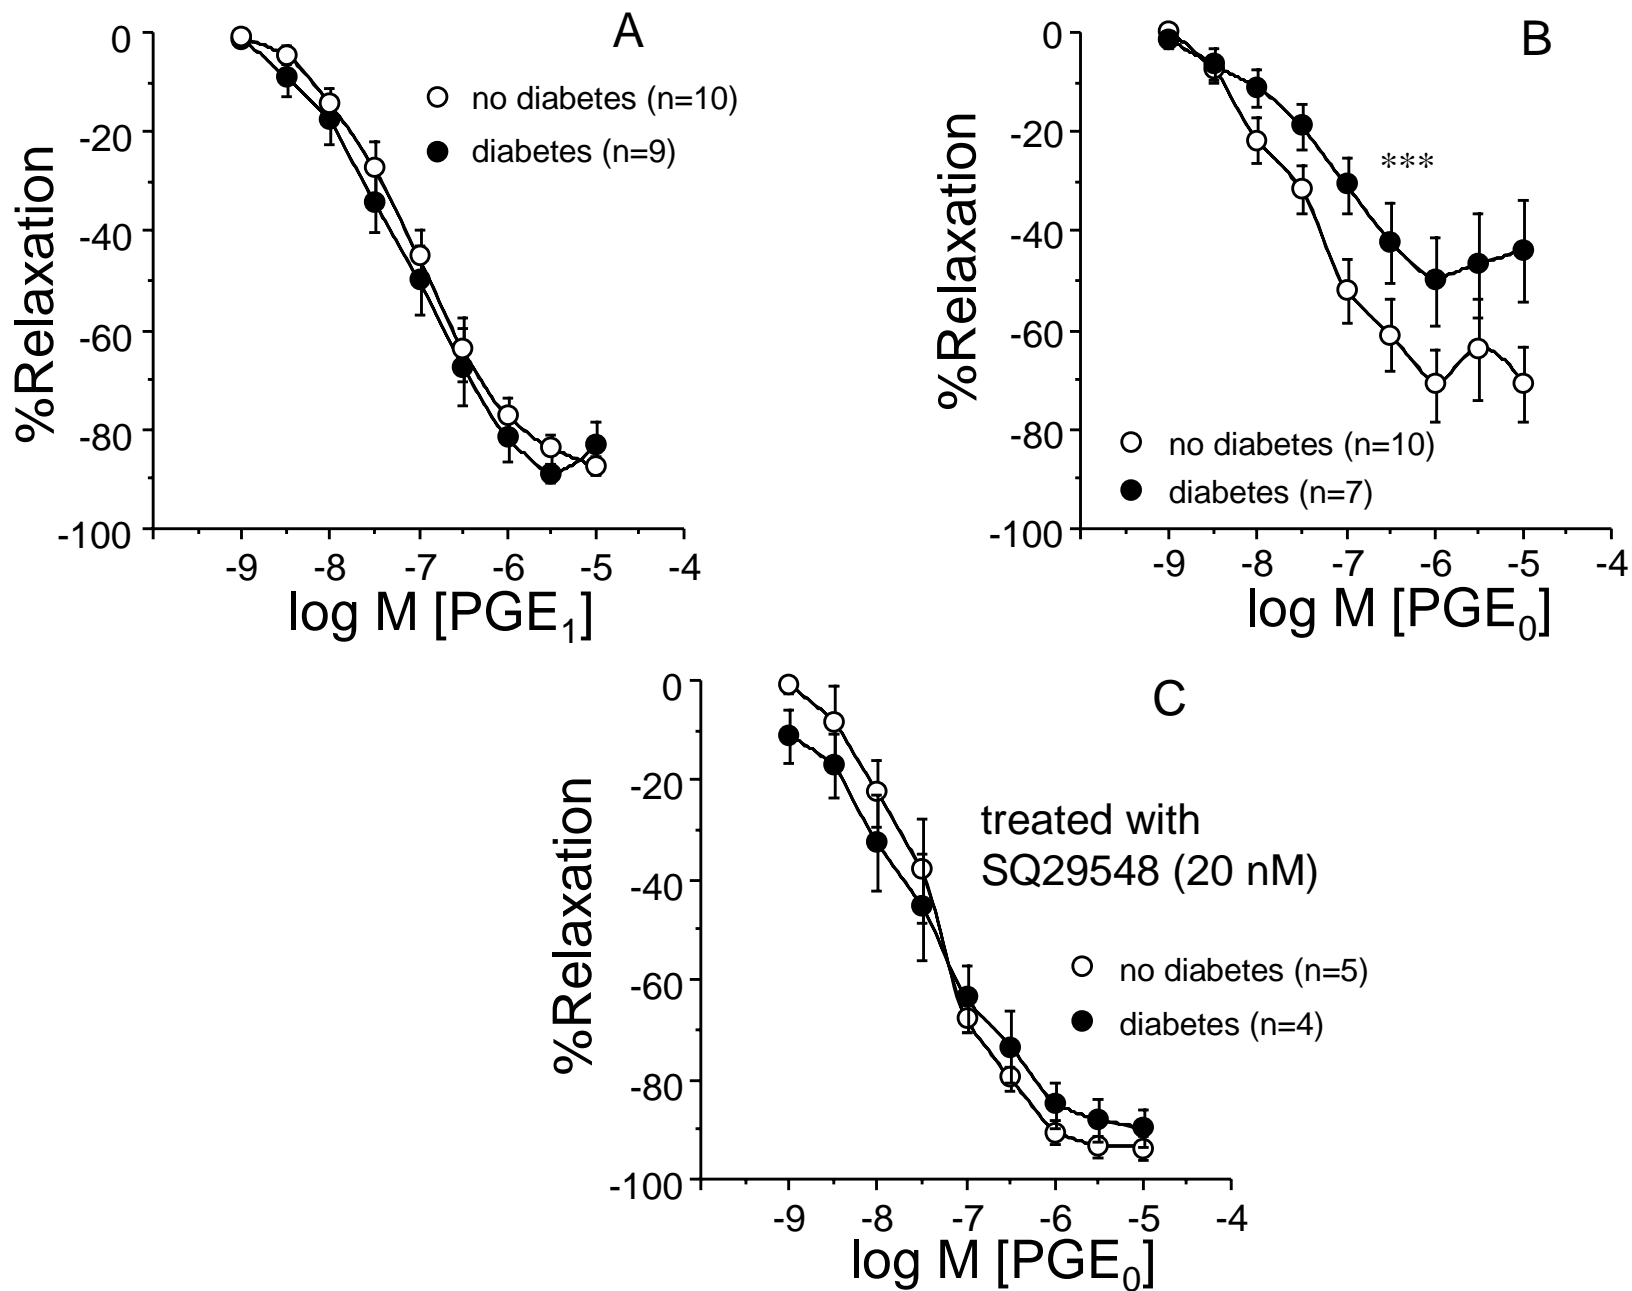 A
0
-20
-40
-60
-80
-100
%Relaxation
no diabetes (n=10)
diabetes (n=9)
-9 -8 -7 -6 -5 -4
log M [PGE₁]
B
0
-20
-40
-60
-80
-100
%Relaxation
***
no diabetes (n=10)
diabetes (n=7)
-9 -8 -7 -6 -5 -4
log M [PGE₀]
C
0
-20
-40
-60
-80
-100
%Relaxation
treated with
SQ29548 (20 nM)
no diabetes (n=5)
diabetes (n=4)
-9 -8 -7 -6 -5 -4
log M [PGE₀]